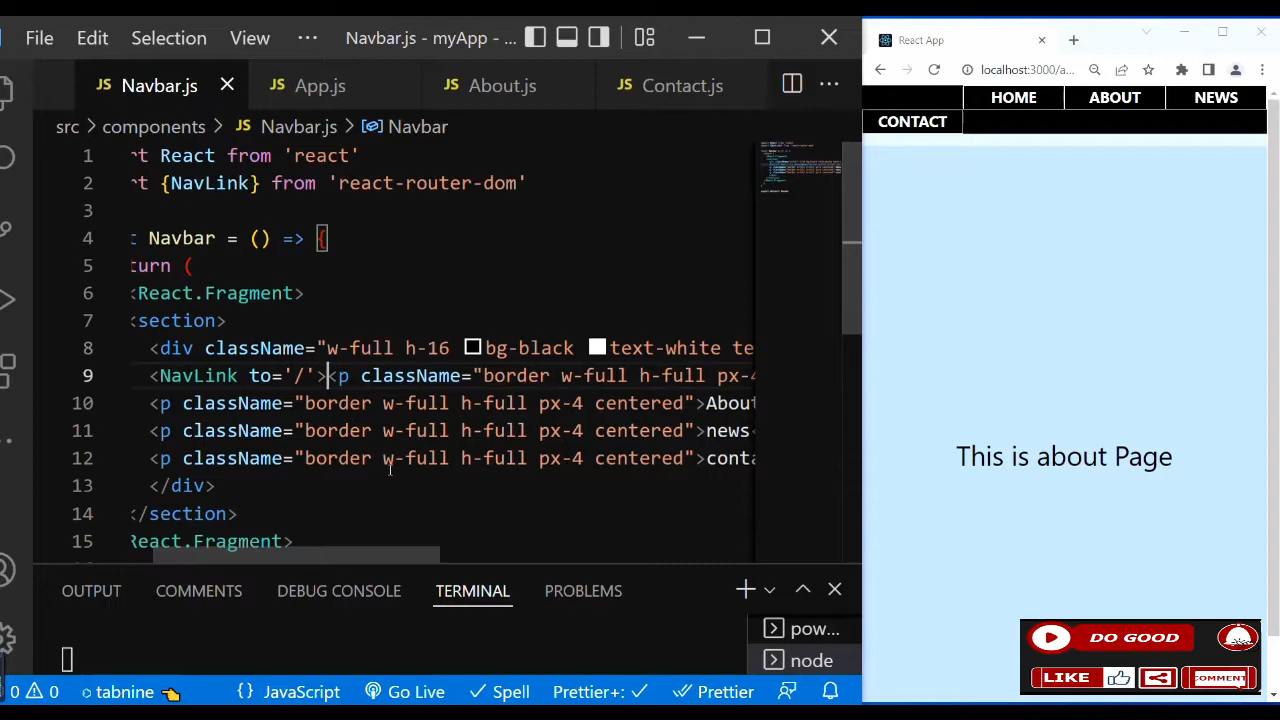 File Edit Selection View ··· Navbar.js - myApp - ...
Navbar.js App.js About.js Contact.js ···
src > components > JS Navbar.js > Navbar
1 rt React from 'react'
2 rt {NavLink} from 'react-router-dom'
3
4 t Navbar = () => {
5 turn (
6 <React.Fragment>
7 <section>
8 <div className="w-full h-16 bg-black text-white te
9 <NavLink to='/'><p className="border w-full h-full px-4
10 <p className="border w-full h-full px-4 centered">About
11 <p className="border w-full h-full px-4 centered">news<
12 <p className="border w-full h-full px-4 centered">conta
13 </div>
14 </section>
15 React.Fragment>
OUTPUT COMMENTS DEBUG CONSOLE TERMINAL PROBLEMS
pow...
node
0 0 tabnine {} JavaScript Go Live Spell Prettier+: Prettier
React App
localhost:3000/a...
HOME ABOUT NEWS
CONTACT
This is about Page
DO GOOD
LIKE COMMENT